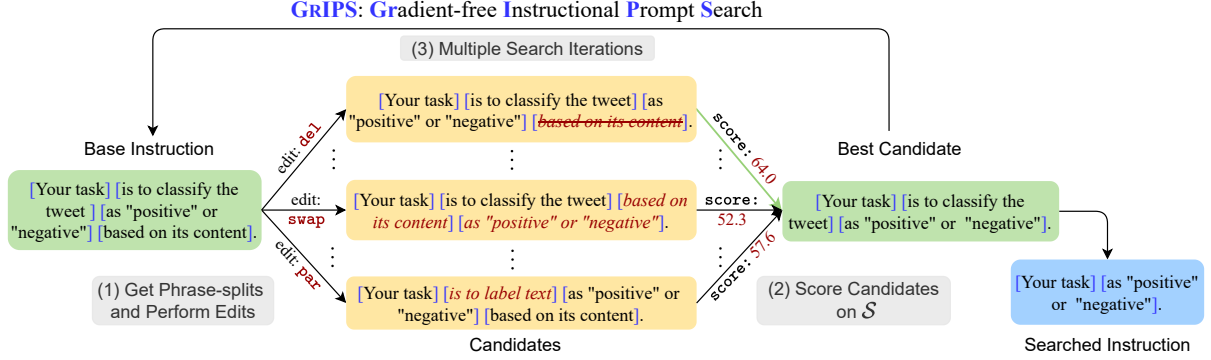 GRIPS: Gradient-free Instructional Prompt Search
(3) Multiple Search Iterations
Base Instruction
[Your task] [is to classify the
tweet ] [as "positive" or
"negative"] [based on its content].
(1) Get Phrase-splits
and Perform Edits
edit: del
edit:
swap
edit: par
[Your task] [is to classify the tweet] [as
"positive" or "negative"] [based on its content].
[Your task] [is to classify the tweet] [based on
its content] [as "positive" or "negative"].
[Your task] [is to label text] [as "positive" or
"negative"] [based on its content].
Candidates
score: 64.0
score:
52.3
score: 57.6
(2) Score Candidates
on S
Best Candidate
[Your task] [is to classify the
tweet] [as "positive" or "negative"].
[Your task] [as "positive"
or "negative"].
Searched Instruction